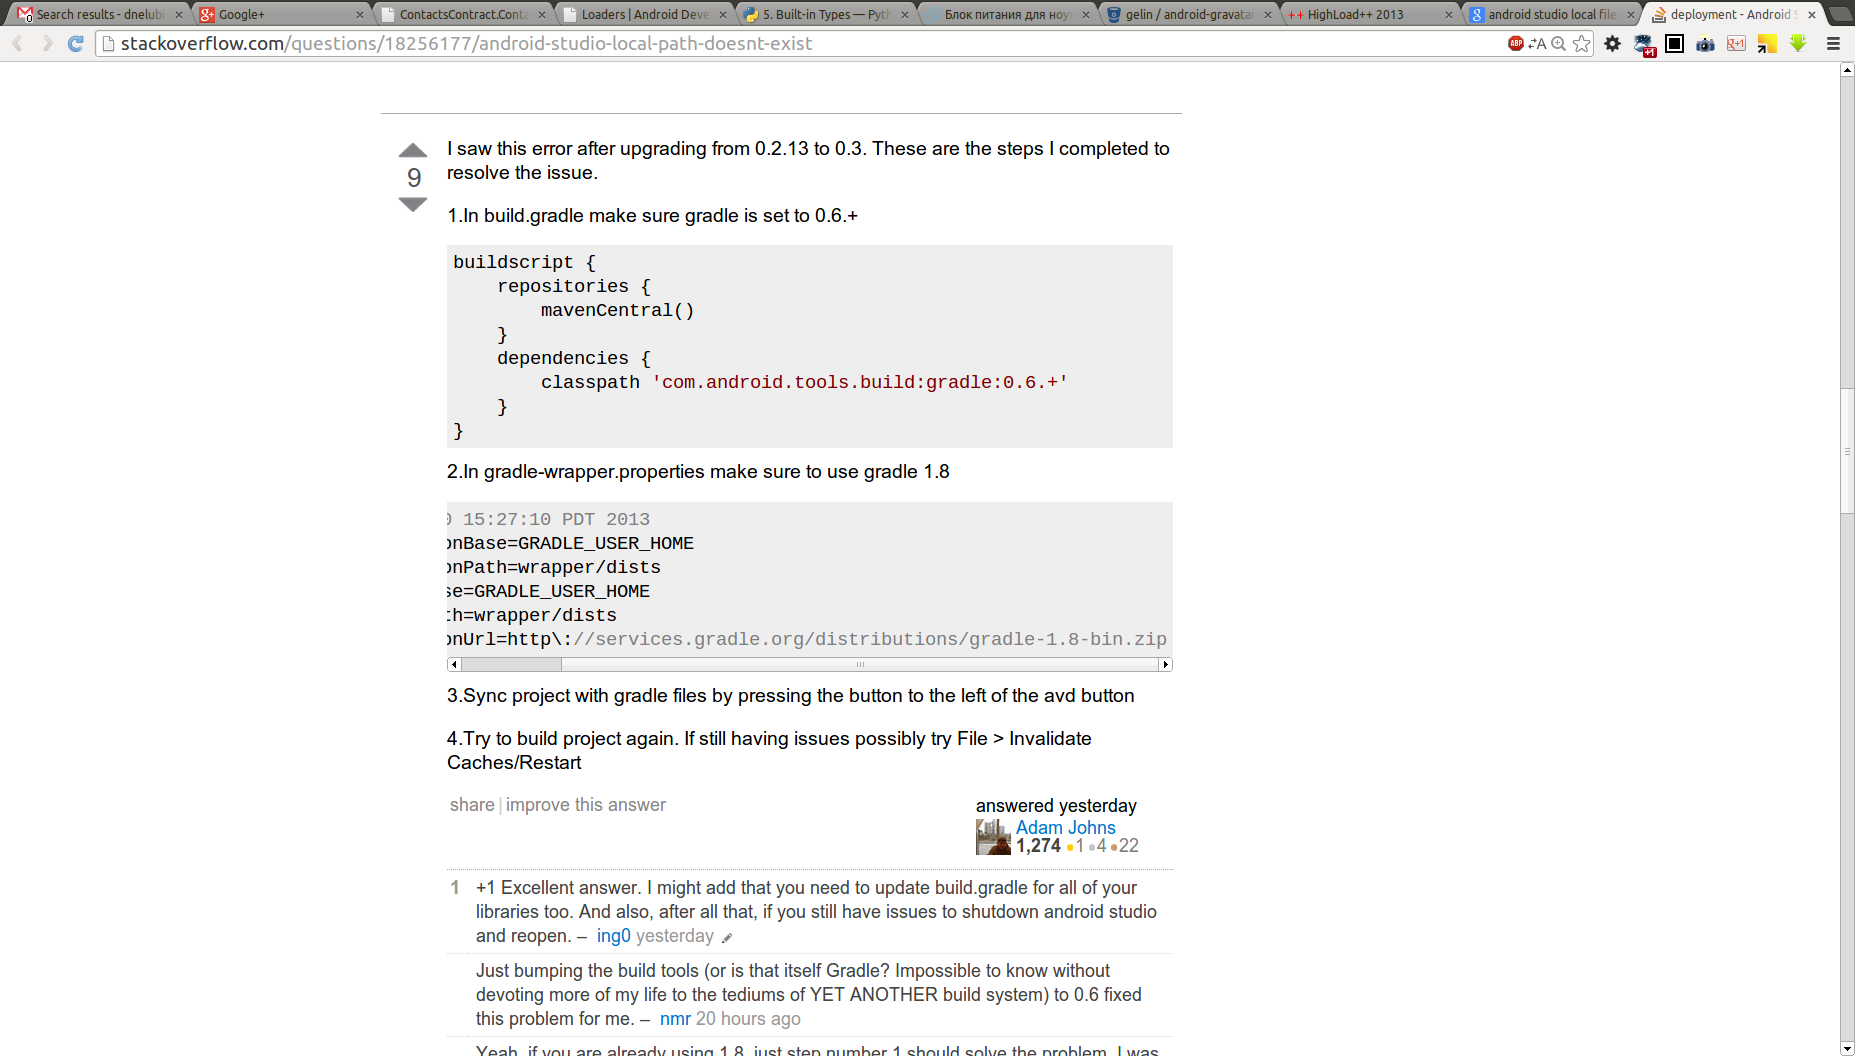 Search results - dnelubi
Google+
ContactsContract.Conta
Loaders | Android Deve
5. Built-in Types — Pyth
Блок питания для ноут
gelin / android-gravatar
++ HighLoad++ 2013
android studio local file
deployment - Android S
stackoverflow.com/questions/18256177/android-studio-local-path-doesnt-exist
I saw this error after upgrading from 0.2.13 to 0.3. These are the steps I completed to
resolve the issue.
9
1.In build.gradle make sure gradle is set to 0.6.+
buildscript {
repositories {
mavenCentral()
}
dependencies {
classpath 'com.android.tools.build:gradle:0.6.+'
}
}
2.In gradle-wrapper.properties make sure to use gradle 1.8
0 15:27:10 PDT 2013
onBase=GRADLE_USER_HOME
onPath=wrapper/dists
se=GRADLE_USER_HOME
th=wrapper/dists
onUrl=http\://services.gradle.org/distributions/gradle-1.8-bin.zip
3.Sync project with gradle files by pressing the button to the left of the avd button
4.Try to build project again. If still having issues possibly try File > Invalidate
Caches/Restart
share | improve this answer
answered yesterday
Adam Johns
1,274 ●1 ●4 ●22
1 +1 Excellent answer. I might add that you need to update build.gradle for all of your
libraries too. And also, after all that, if you still have issues to shutdown android studio
and reopen. – ing0 yesterday
Just bumping the build tools (or is that itself Gradle? Impossible to know without
devoting more of my life to the tediums of YET ANOTHER build system) to 0.6 fixed
this problem for me. – nmr 20 hours ago
Yeah, if you are already using 1.8, just step number 1 should solve the problem. I was